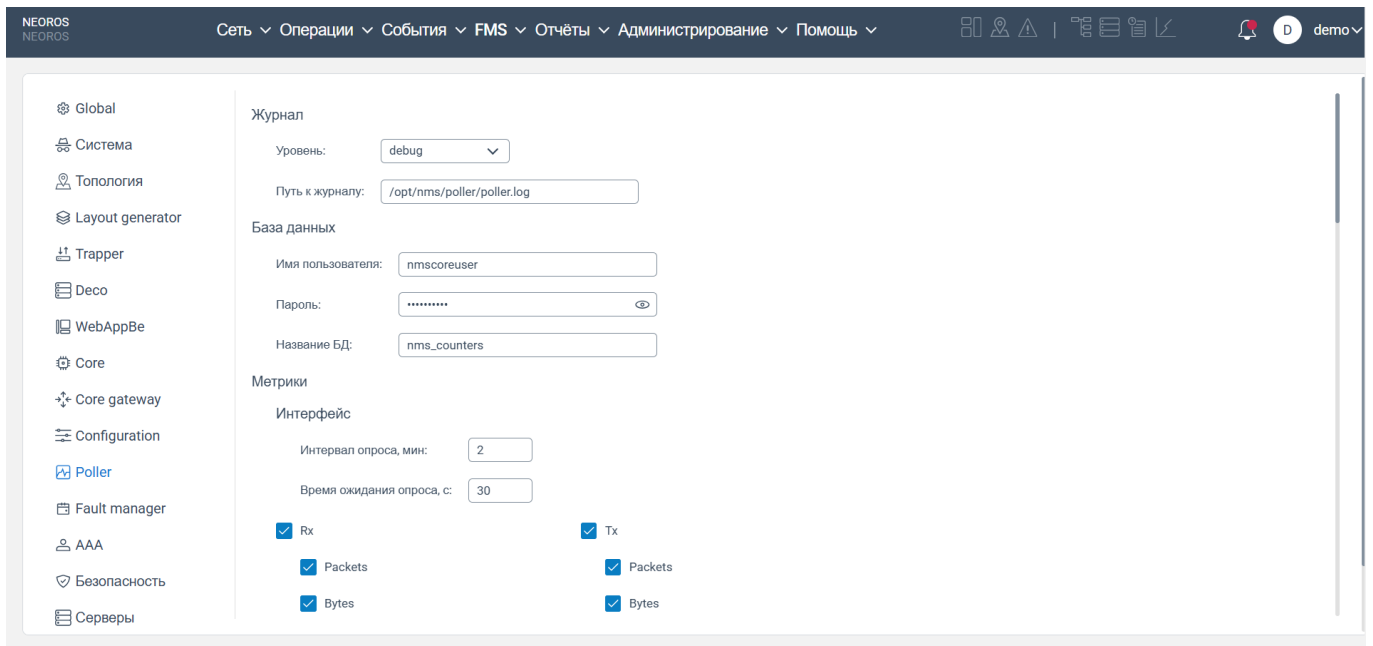 NEOROS
NEOROS
Сеть Операции События FMS Отчёты Администрирование Помощь D demo
Global
Система
Топология
Layout generator
Trapper
Deco
WebAppBe
Core
Core gateway
Configuration
Poller
Fault manager
AAA
Безопасность
Серверы
Журнал
Уровень: debug
Путь к журналу: /opt/nms/poller/poller.log
База данных
Имя пользователя: nmscoreuser
Пароль: ••••••••••
Название БД: nms_counters
Метрики
Интерфейс
Интервал опроса, мин: 2
Время ожидания опроса, с: 30
Rx Tx
Packets Packets
Bytes Bytes